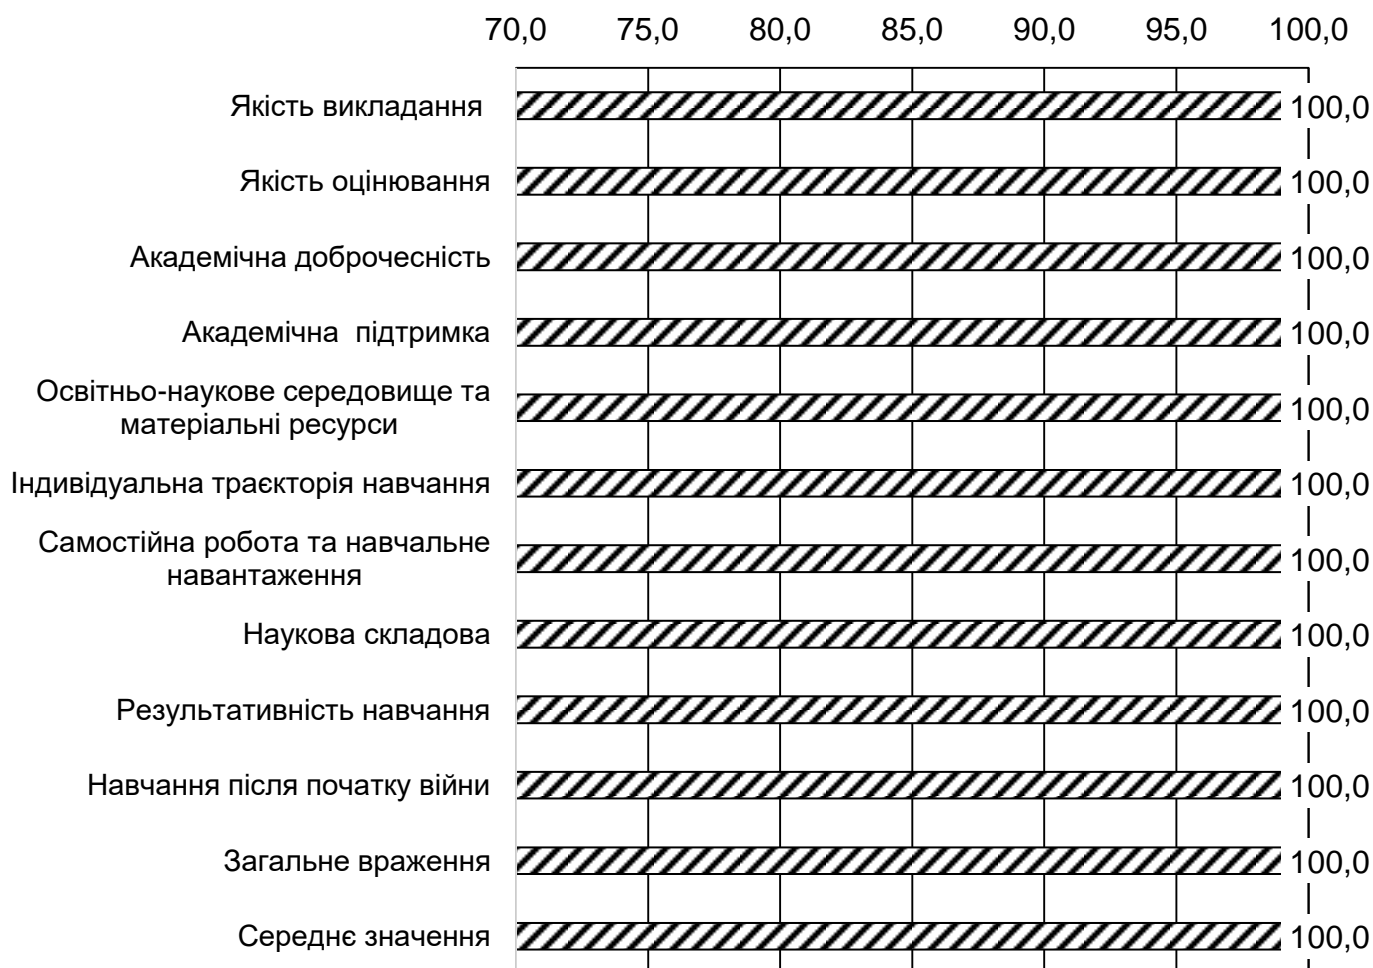 70,0 75,0 80,0 85,0 90,0 95,0 100,0
Якість викладання 100,0
Якість оцінювання 100,0
Академічна доброчесність 100,0
Академічна підтримка 100,0
Освітньо-наукове середовище та
матеріальні ресурси 100,0
Індивідуальна траєкторія навчання 100,0
Самостійна робота та навчальне
навантаження 100,0
Наукова складова 100,0
Результативність навчання 100,0
Навчання після початку війни 100,0
Загальне враження 100,0
Середнє значення 100,0